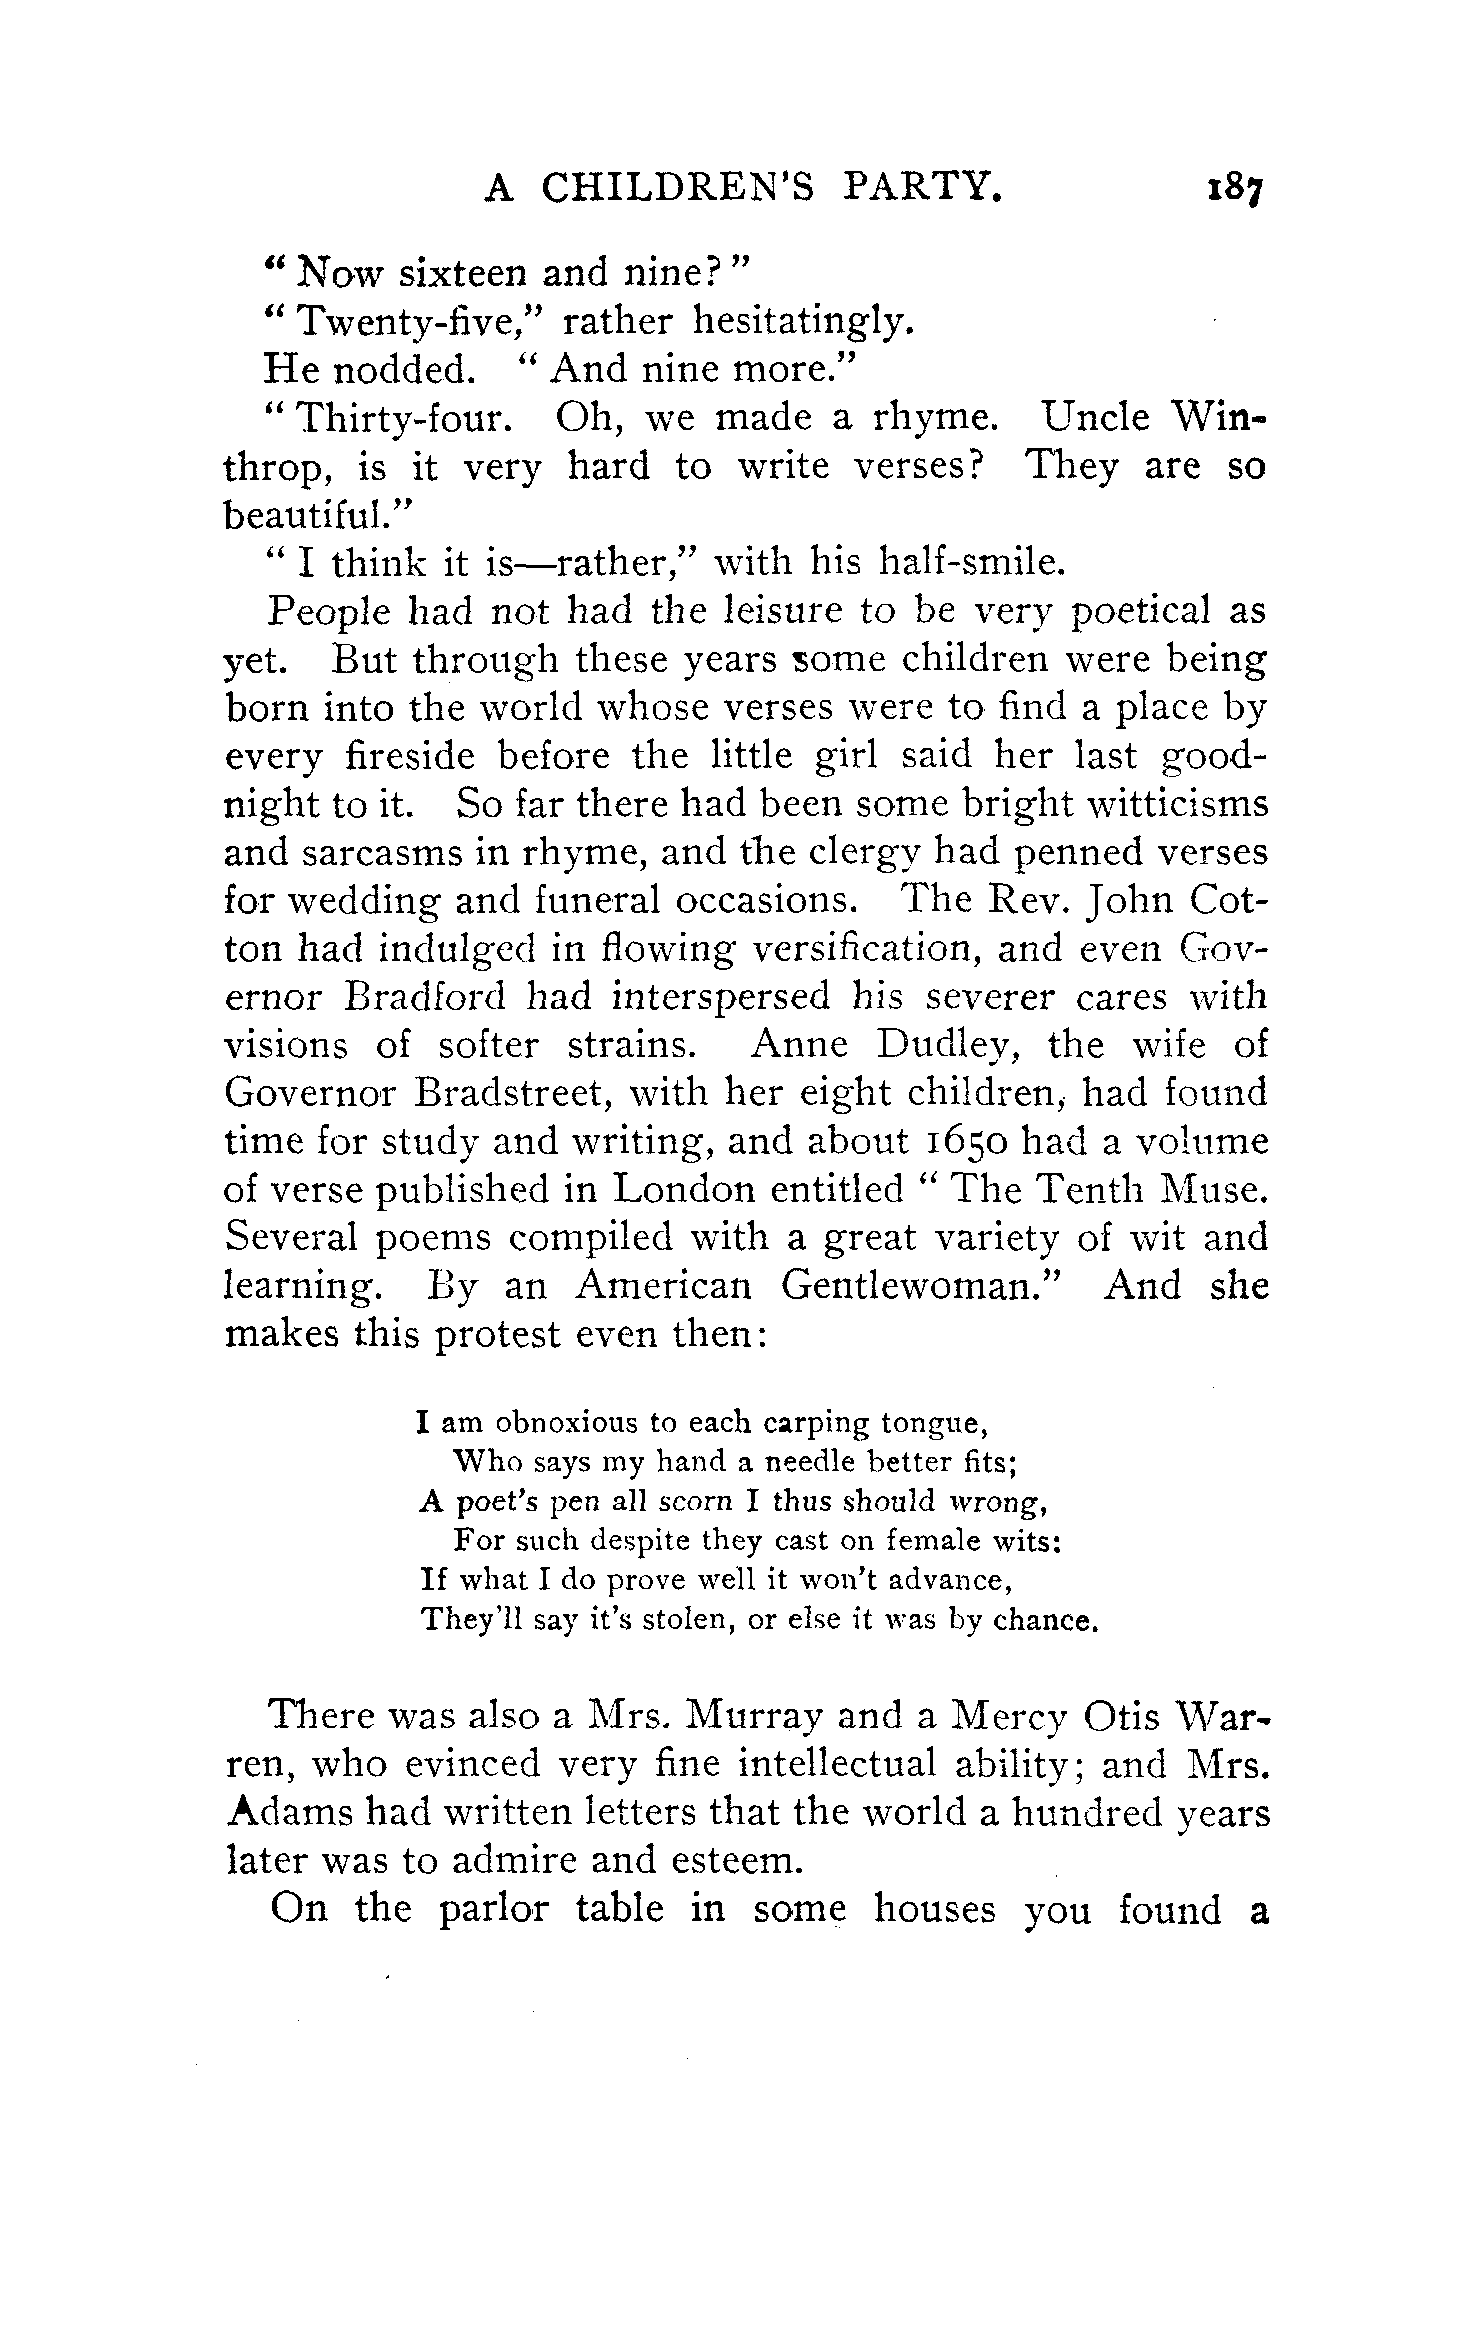 A CHILDREN'S PARTY. 187
“ Now sixteen and nine? ”
“ Twenty-five,” rather hesitatingly.
He nodded. “ And nine more.”
“ Thirty-four. Oh, we made a rhyme. Uncle Win-
throp, is it very hard to write verses? They are so
beautiful.”
“ I think it is—rather,” with his half-smile.
People had not had the leisure to be very poetical as
yet. But through these years some children were being
born into the world whose verses were to find a place by
every fireside before the little girl said her last good-
night to it. So far there had been some bright witticisms
and sarcasms in rhyme, and the clergy had penned verses
for wedding and funeral occasions. The Rev. John Cot-
ton had indulged in flowing versification, and even Gov-
ernor Bradford had interspersed his severer cares with
visions of softer strains. Anne Dudley, the wife of
Governor Bradstreet, with her eight children, had found
time for study and writing, and about 1650 had a volume
of verse published in London entitled “ The Tenth Muse.
Several poems compiled with a great variety of wit and
learning. By an American Gentlewoman.” And she
makes this protest even then:
I am obnoxious to each carping tongue,
Who says my hand a needle better fits;
A poet's pen all scorn I thus should wrong,
For such despite they cast on female wits:
If what I do prove well it won't advance,
They'll say it's stolen, or else it was by chance.
There was also a Mrs. Murray and a Mercy Otis War-
ren, who evinced very fine intellectual ability; and Mrs.
Adams had written letters that the world a hundred years
later was to admire and esteem.
On the parlor table in some houses you found a